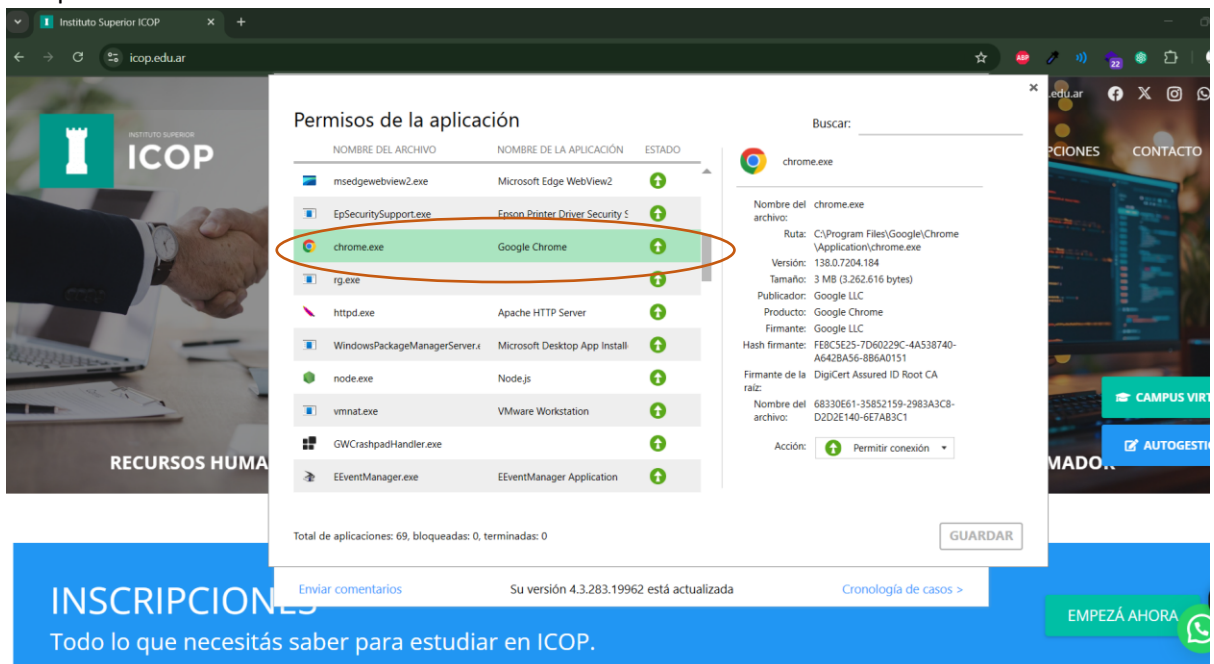 Instituto Superior ICOP
icop.edu.ar
ABP
22
.edu.ar
INSTITUTO SUPERIOR
ICOP
PCIONES
CONTACTO
Permisos de la aplicación
Buscar:
NOMBRE DEL ARCHIVO
NOMBRE DE LA APLICACIÓN
ESTADO
msedgewebview2.exe
Microsoft Edge WebView2
EpSecuritySupport.exe
Epson Printer Driver Security S
chrome.exe
Google Chrome
rg.exe
httpd.exe
Apache HTTP Server
WindowsPackageManagerServer.e
Microsoft Desktop App Install
node.exe
Node.js
vmnat.exe
VMware Workstation
GWCrashpadHandler.exe
EEventManager.exe
EEventManager Application
chrome.exe
Nombre del archivo: chrome.exe
Ruta: C:\Program Files\Google\Chrome
\Application\chrome.exe
Versión: 138.0.7204.184
Tamaño: 3 MB (3.262.616 bytes)
Publicador: Google LLC
Producto: Google Chrome
Firmante: Google LLC
Hash firmante: FE8C5E25-7D60229C-4A538740-
A642BA56-8B6A0151
Firmante de la raíz: DigiCert Assured ID Root CA
Nombre del archivo: 68330E61-35852159-2983A3C8-
D2D2E140-6E7AB3C1
Acción: Permitir conexión
Total de aplicaciones: 69, bloqueadas: 0, terminadas: 0
GUARDAR
Enviar comentarios
Su versión 4.3.283.19962 está actualizada
Cronología de casos >
RECURSOS HUMA
MADOR
CAMPUS VIRT
AUTOGESTI
INSCRIPCIONES
Todo lo que necesitás saber para estudiar en ICOP.
EMPEZÁ AHORA